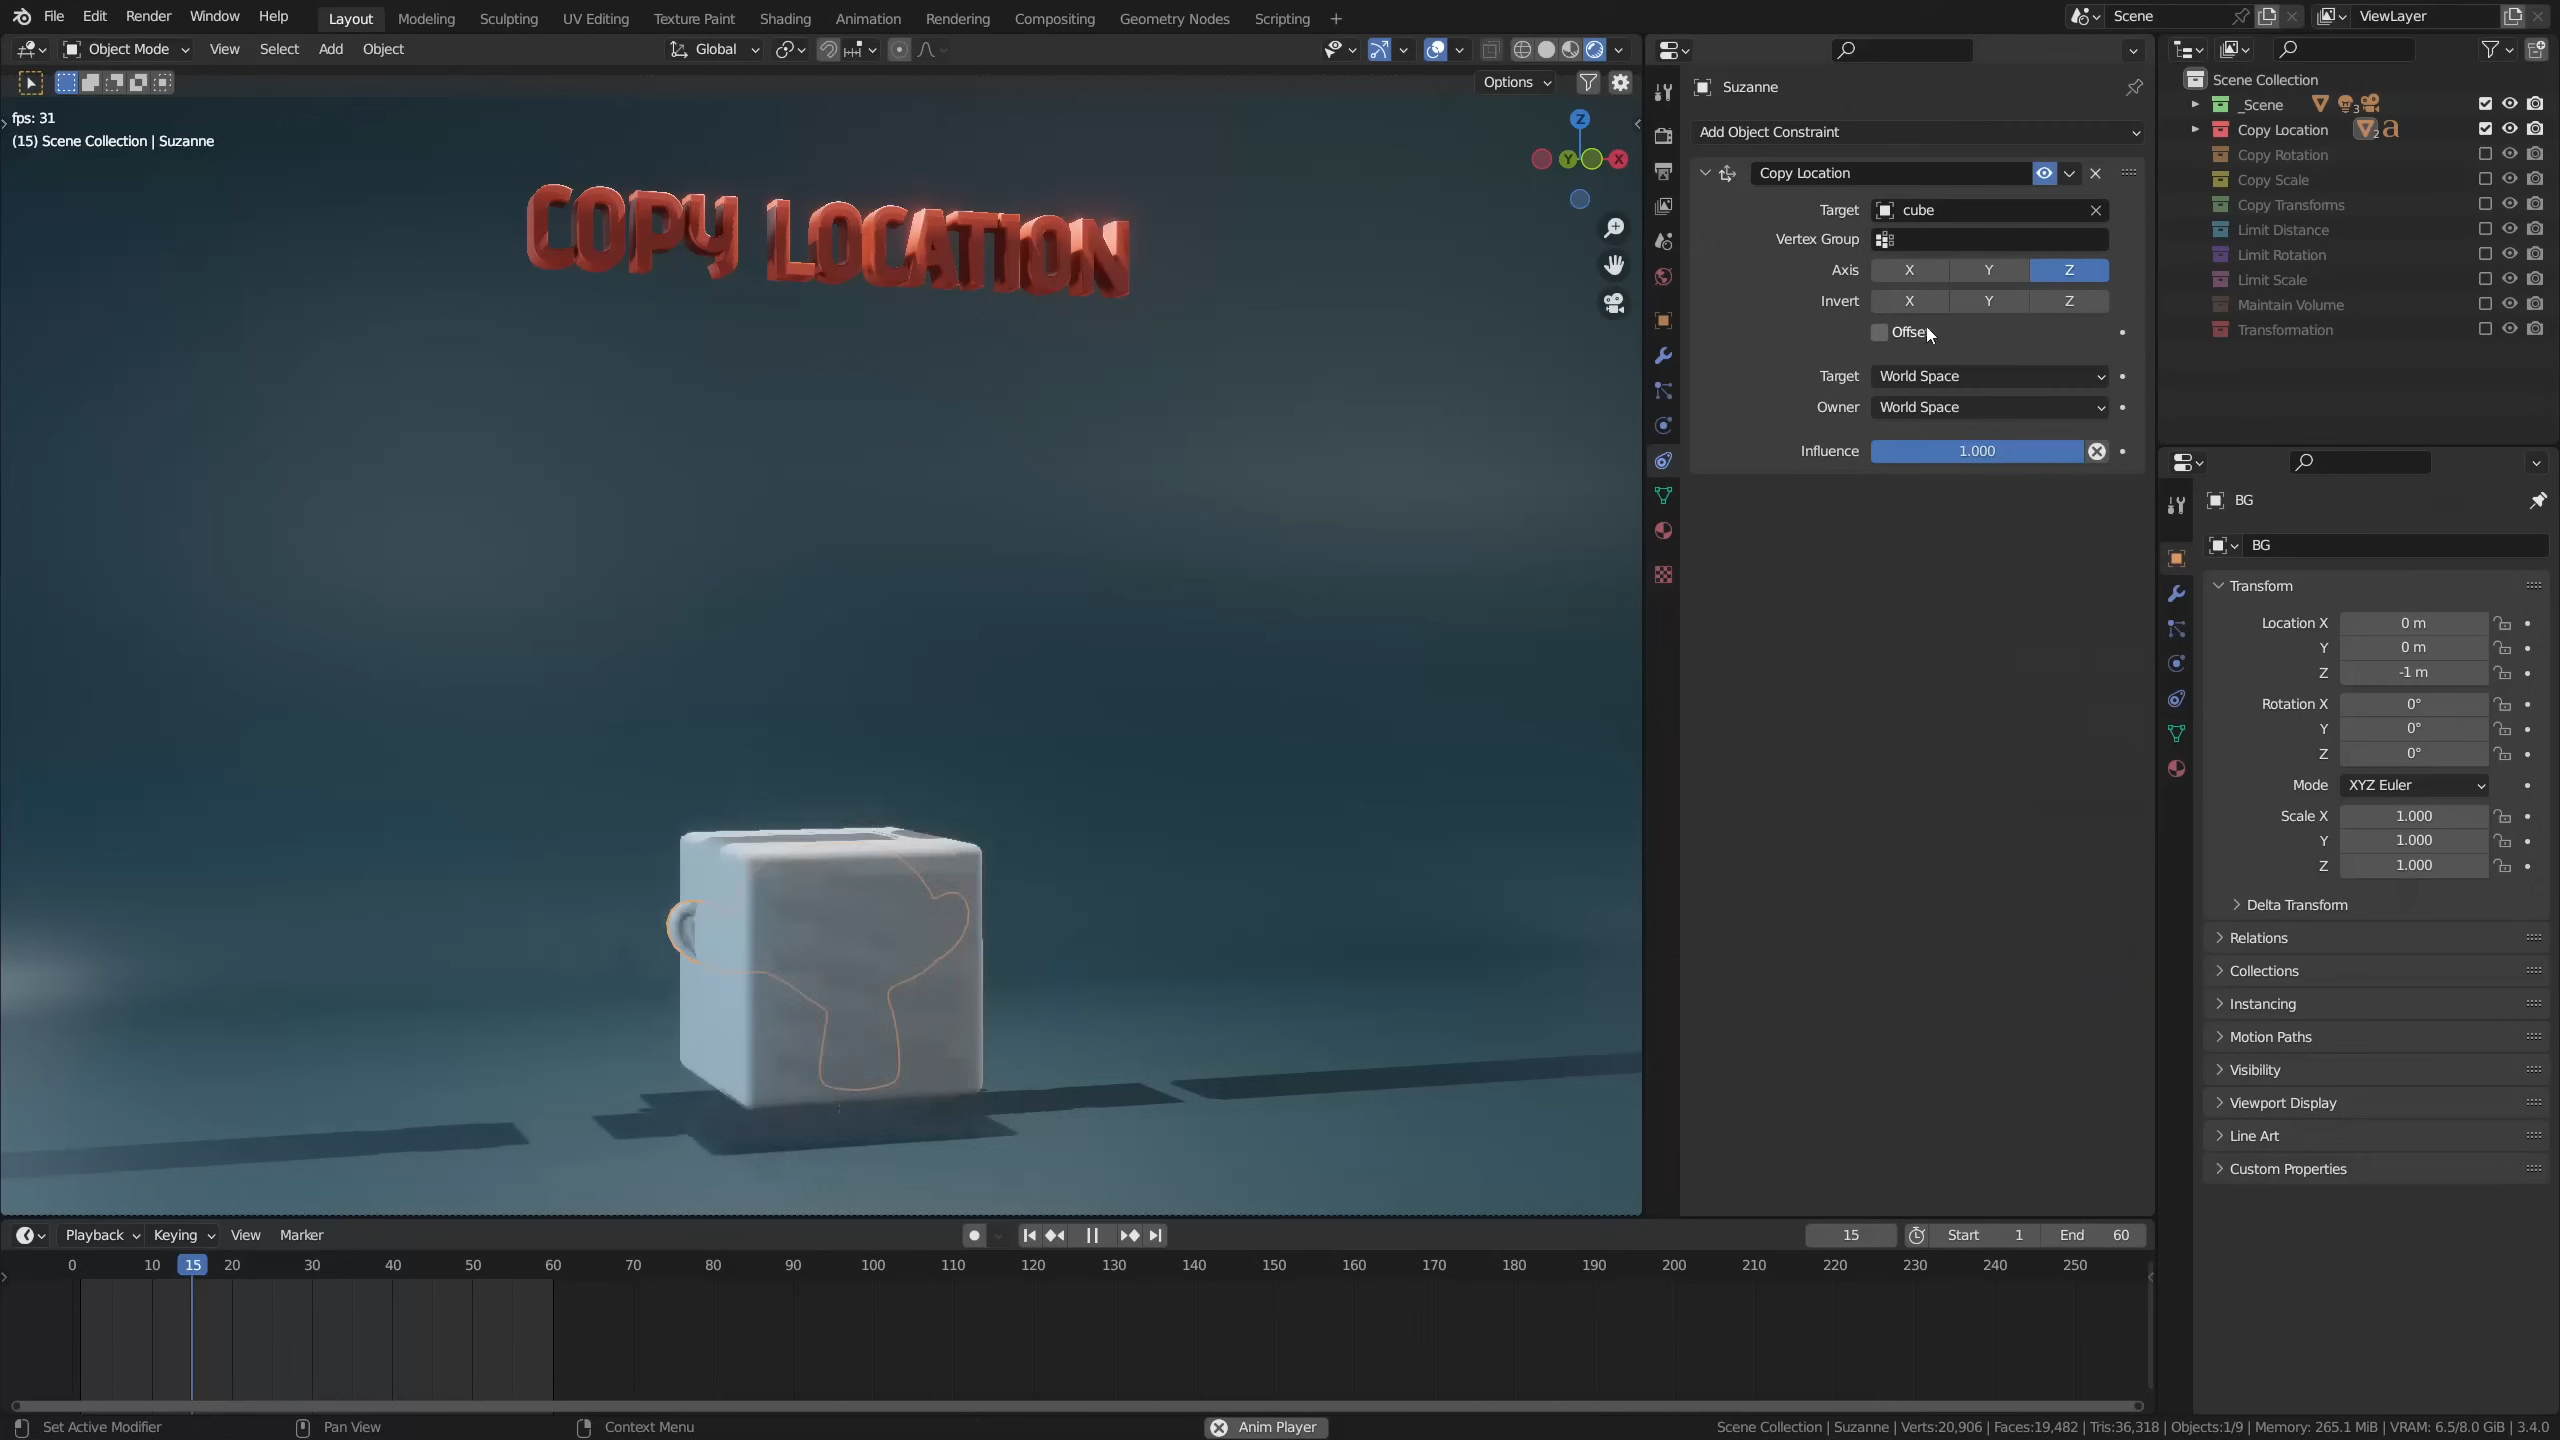 File Edit Render Window Help Layout Modeling Sculpting UV Editing Texture Paint Shading Animation Rendering Compositing Geometry Nodes Scripting + Scene ViewLayer
Object Mode View Select Add Object Global
Options
fps: 31
(15) Scene Collection | Suzanne
Z
Y X
COPY LOCATION
Suzanne
Add Object Constraint
Copy Location
Target cube
Vertex Group
Axis X Y Z
Invert X Y Z
Offset
Target World Space
Owner World Space
Influence 1.000
Scene Collection
_Scene 3
Copy Location 2 a
Copy Rotation
Copy Scale
Copy Transforms
Limit Distance
Limit Rotation
Limit Scale
Maintain Volume
Transformation
BG
BG
Transform
Location X 0 m
Y 0 m
Z -1 m
Rotation X 0°
Y 0°
Z 0°
Mode XYZ Euler
Scale X 1.000
Y 1.000
Z 1.000
Delta Transform
Relations
Collections
Instancing
Motion Paths
Visibility
Viewport Display
Line Art
Custom Properties
Playback Keying View Marker 15 Start 1 End 60
0 10 15 20 30 40 50 60 70 80 90 100 110 120 130 140 150 160 170 180 190 200 210 220 230 240 250
Set Active Modifier Pan View Context Menu Anim Player Scene Collection | Suzanne | Verts:20,906 | Faces:19,482 | Tris:36,318 | Objects:1/9 | Memory: 265.1 MiB | VRAM: 6.5/8.0 GiB | 3.4.0